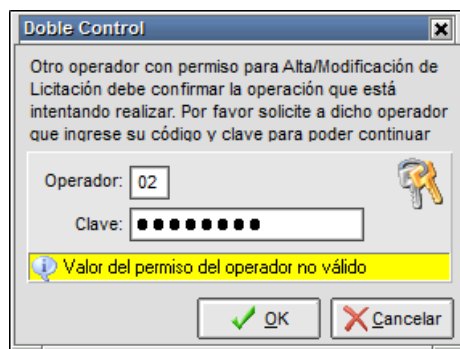 Doble Control
Otro operador con permiso para Alta/Modificación de
Licitación debe confirmar la operación que está
intentando realizar. Por favor solicite a dicho operador
que ingrese su código y clave para poder continuar
Operador: 02
Clave: ●●●●●●●●
Valor del permiso del operador no válido
OK Cancelar